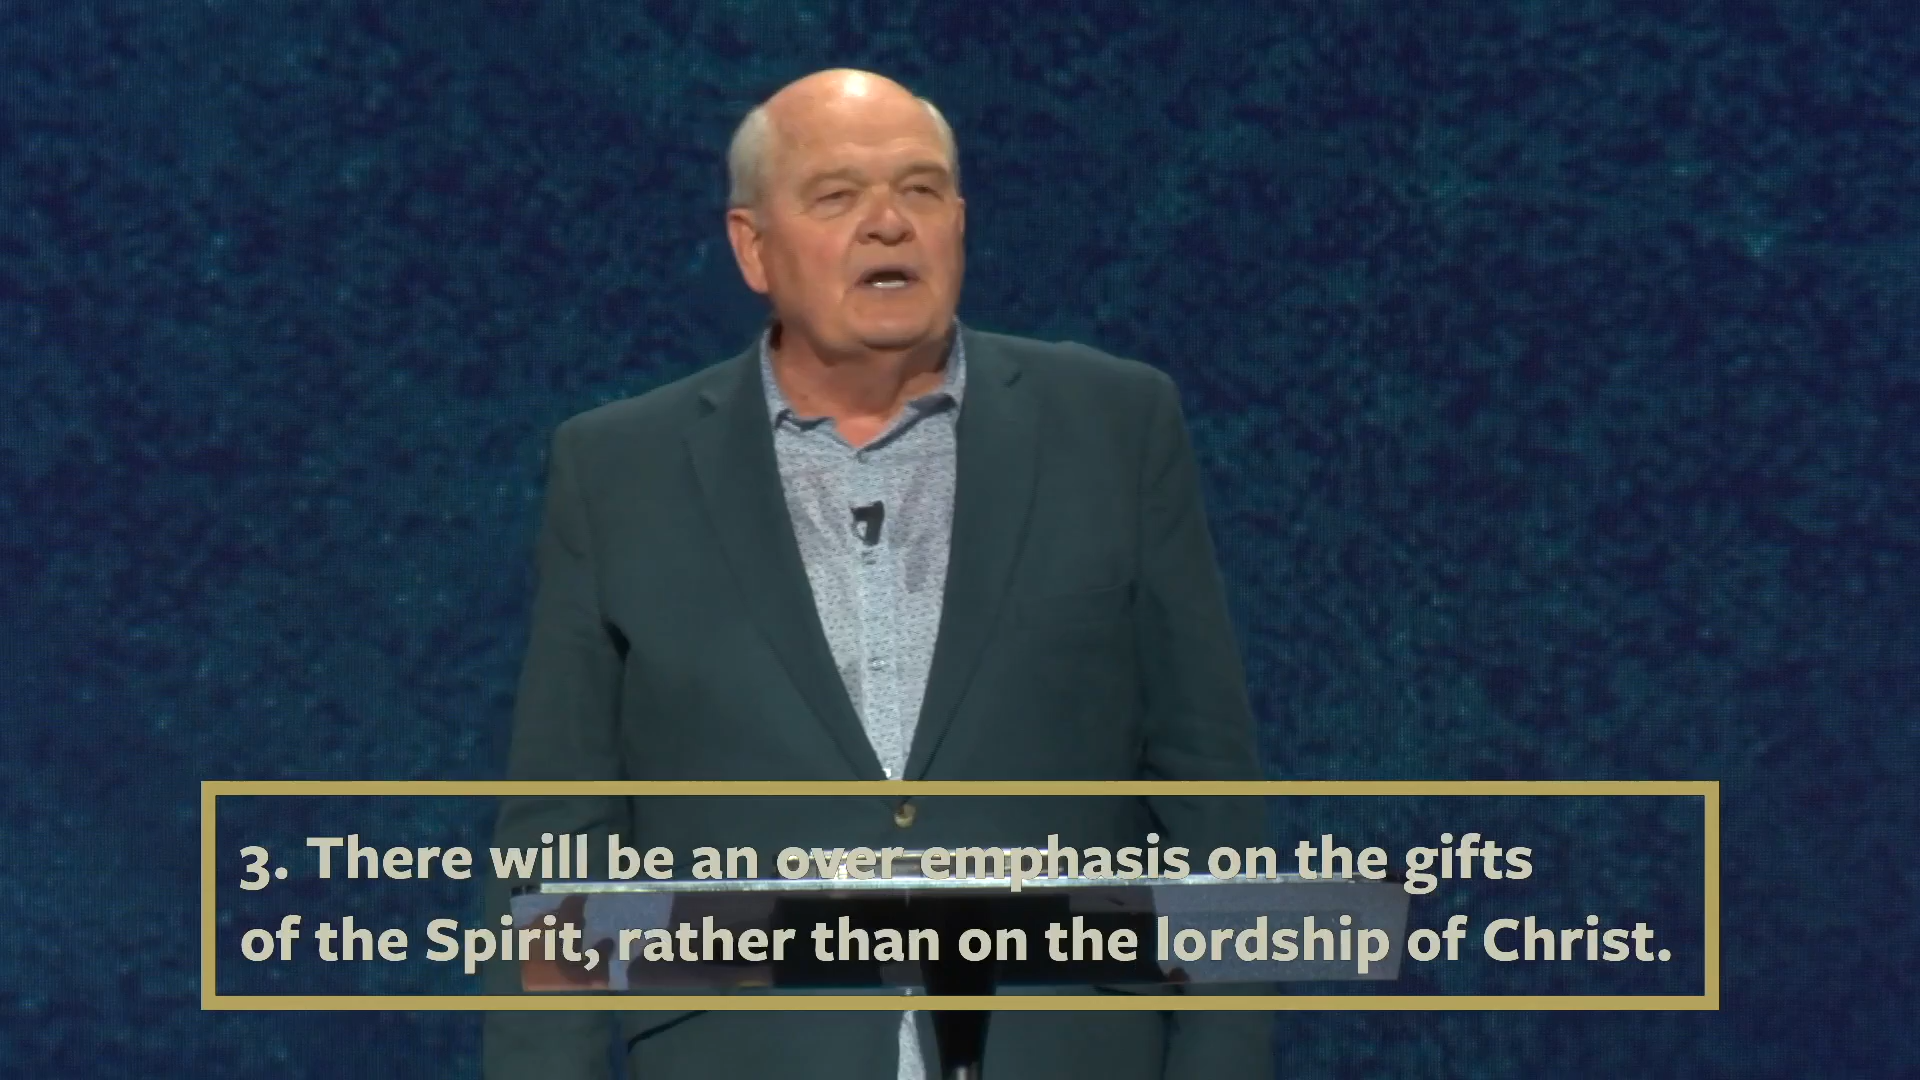 3. There will be an over emphasis on the gifts
of the Spirit, rather than on the lordship of Christ.